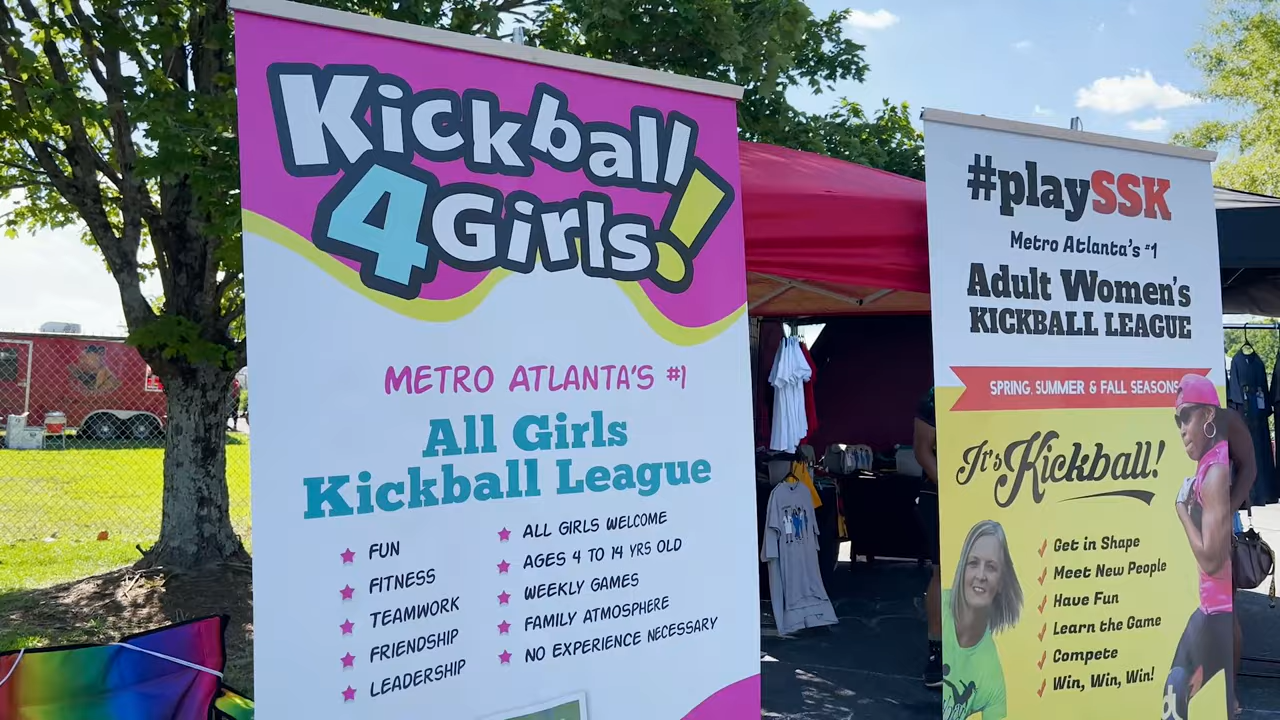 Kickball
4Girls!
METRO ATLANTA'S #1
All Girls
Kickball League
FUN
FITNESS
TEAMWORK
FRIENDSHIP
LEADERSHIP
ALL GIRLS WELCOME
AGES 4 TO 14 YRS OLD
WEEKLY GAMES
FAMILY ATMOSPHERE
NO EXPERIENCE NECESSARY
#playSSK
Metro Atlanta's #1
Adult Women's
KICKBALL LEAGUE
SPRING, SUMMER & FALL SEASONS
It's Kickball!
Get in Shape
Meet New People
Have Fun
Learn the Game
Compete
Win, Win, Win!